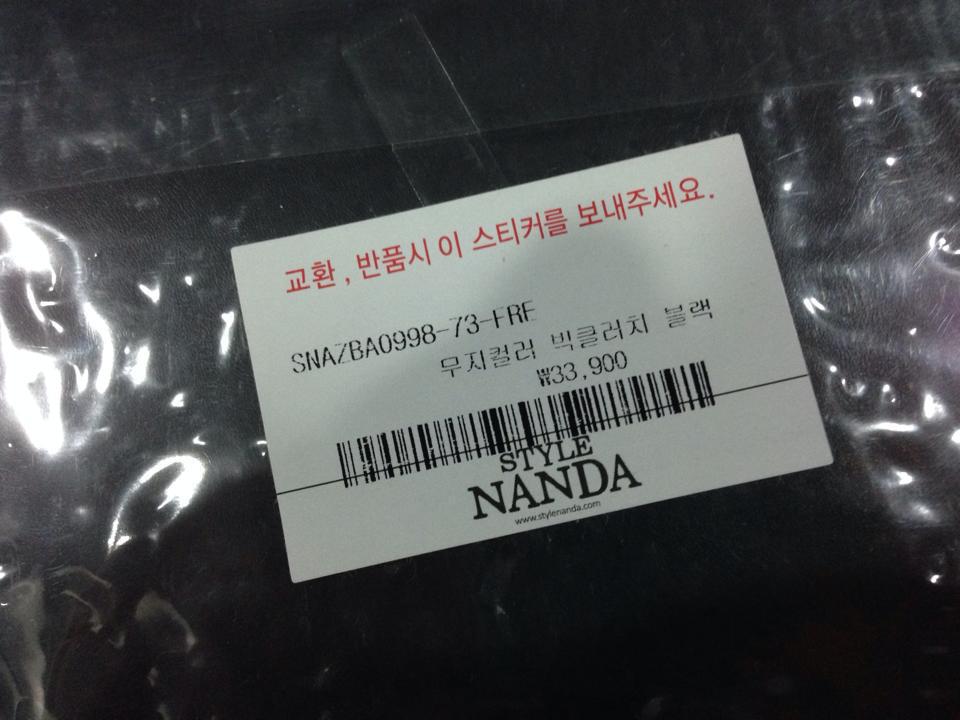 교환, 반품시 이 스티커를 보내주세요.
SNAZBA0998-73-FRE
무지컬러 빅클러치 블랙
₩33,900
STYLE
NANDA
www.stylenanda.com